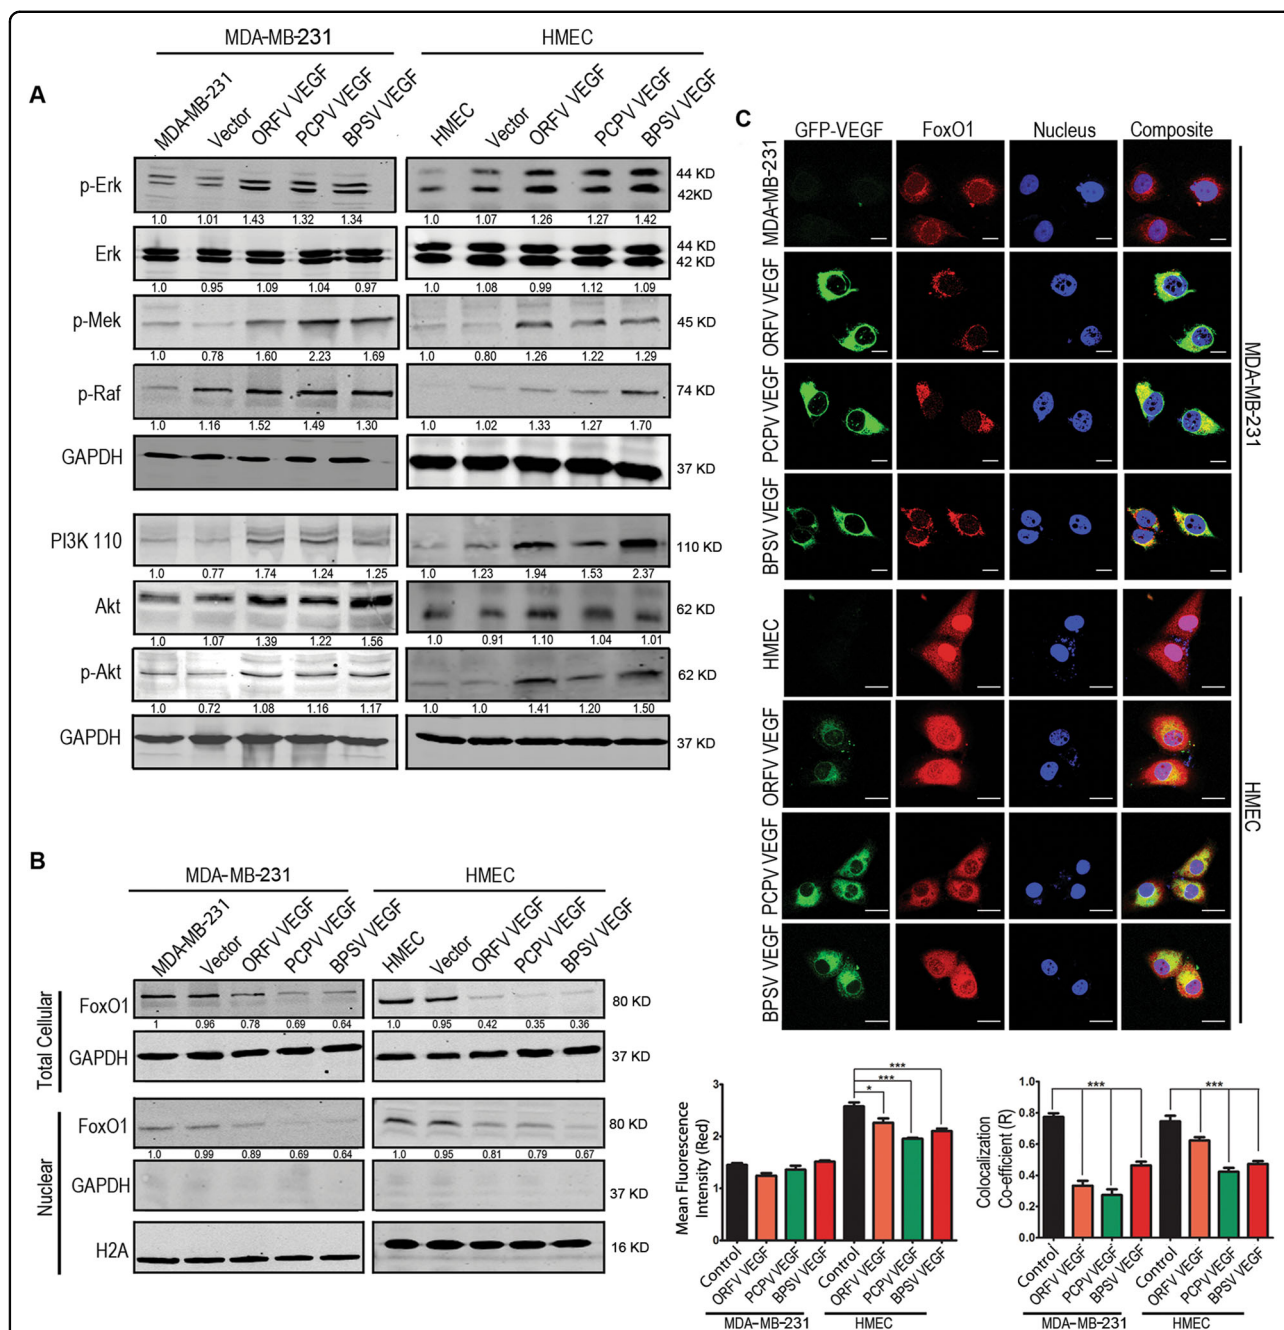 A
MDA-MB-231 HMEC
MDA-MB-231 Vector ORFV VEGF PCPV VEGF BPSV VEGF HMEC Vector ORFV VEGF PCPV VEGF BPSV VEGF
p-Erk 44 KD
42KD
1.0 1.01 1.43 1.32 1.34 1.0 1.07 1.26 1.27 1.42
Erk 44 KD
42 KD
1.0 0.95 1.09 1.04 0.97 1.0 1.08 0.99 1.12 1.09
p-Mek 45 KD
1.0 0.78 1.60 2.23 1.69 1.0 0.80 1.26 1.22 1.29
p-Raf 74 KD
1.0 1.16 1.52 1.49 1.30 1.0 1.02 1.33 1.27 1.70
GAPDH 37 KD
PI3K 110 110 KD
1.0 0.77 1.74 1.24 1.25 1.0 1.23 1.94 1.53 2.37
Akt 62 KD
1.0 1.07 1.39 1.22 1.56 1.0 0.91 1.10 1.04 1.01
p-Akt 62 KD
1.0 0.72 1.08 1.16 1.17 1.0 1.0 1.41 1.20 1.50
GAPDH 37 KD
B
MDA-MB-231 HMEC
MDA-MB-231 Vector ORFV VEGF PCPV VEGF BPSV VEGF HMEC Vector ORFV VEGF PCPV VEGF BPSV VEGF
Total Cellular
FoxO1 80 KD
1 0.96 0.78 0.69 0.64 1.0 0.95 0.42 0.35 0.36
GAPDH 37 KD
Nuclear
FoxO1 80 KD
1.0 0.99 0.89 0.69 0.64 1.0 0.95 0.81 0.79 0.67
GAPDH 37 KD
H2A 16 KD
C
GFP-VEGF FoxO1 Nucleus Composite
MDA-MB-231
ORFV VEGF
PCPV VEGF
BPSV VEGF
MDA-MB-231
HMEC
ORFV VEGF
PCPV VEGF
BPSV VEGF
HMEC
Mean Fluorescence
Intensity (Red)
3
2
1
0
***
***
*
Control ORFV VEGF PCPV VEGF BPSV VEGF Control ORFV VEGF PCPV VEGF BPSV VEGF
MDA-MB-231 HMEC
Colocalization
Co-efficient (R)
1.0
0.8
0.6
0.4
0.2
0.0
*** ***
Control ORFV VEGF PCPV VEGF BPSV VEGF Control ORFV VEGF PCPV VEGF BPSV VEGF
MDA-MB-231 HMEC